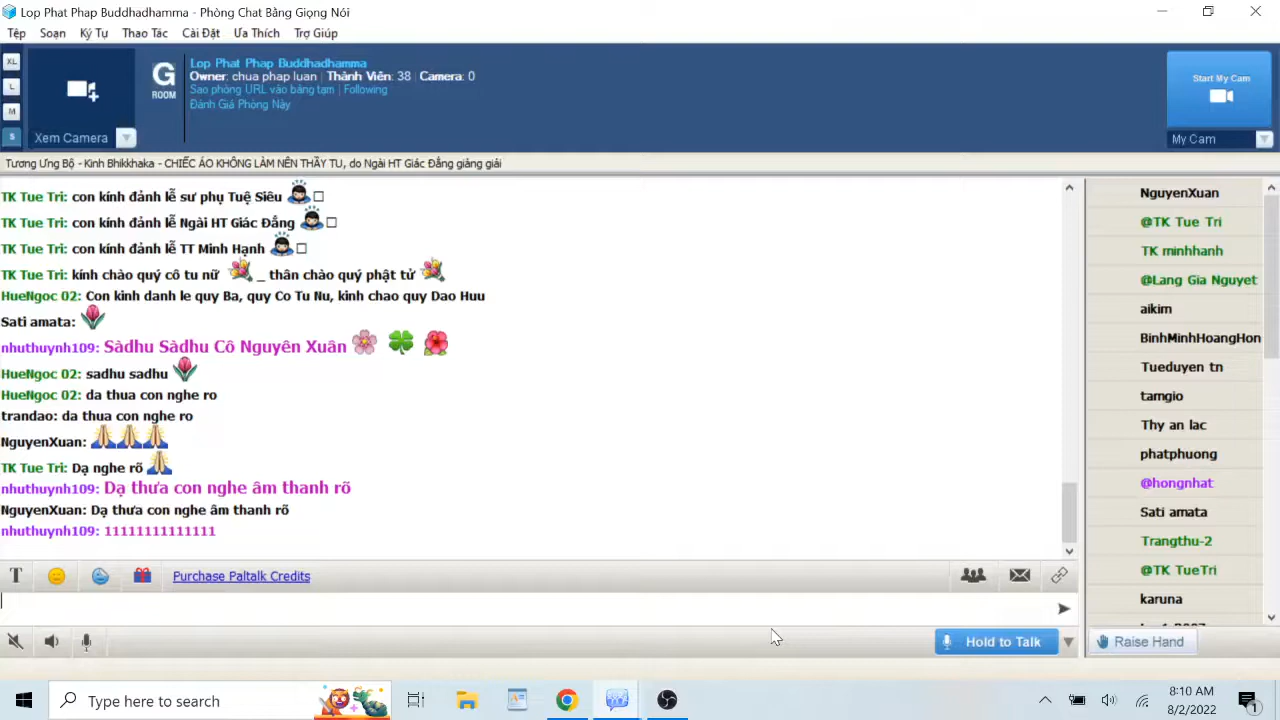 Lop Phat Phap Buddhadhamma - Phòng Chat Bằng Giọng Nói
Tệp Soạn Ký Tự Thao Tác Cài Đặt Ưa Thích Trợ Giúp
XL
L
M
S
Xem Camera
G
ROOM
Lop Phat Phap Buddhadhamma
Owner: chua phap luan | Thành Viên: 38 | Camera: 0
Sao phòng URL vào bảng tạm | Following
Đánh Giá Phòng Này
Start My Cam
My Cam
Tương Ưng Bộ - Kinh Bhikkhaka - CHIẾC ÁO KHÔNG LÀM NÊN THẦY TU, do Ngài HT Giác Đẳng giảng giải
TK Tue Tri: con kính đảnh lễ sư phụ Tuệ Siêu
TK Tue Tri: con kính đảnh lễ Ngài HT Giác Đẳng
TK Tue Tri: con kính đảnh lễ TT Minh Hạnh
TK Tue Tri: kính chào quý cô tu nữ _ thân chào quý phật tử
HueNgoc 02: Con kinh danh le quy Ba, quy Co Tu Nu, kinh chao quy Dao Huu
Sati amata:
nhuthuynh109: Sàdhu Sàdhu Cô Nguyên Xuân
HueNgoc 02: sadhu sadhu
HueNgoc 02: da thua con nghe ro
trandao: da thua con nghe ro
NguyenXuan:
TK Tue Tri: Dạ nghe rõ
nhuthuynh109: Dạ thưa con nghe âm thanh rõ
NguyenXuan: Dạ thưa con nghe âm thanh rõ
nhuthuynh109: 11111111111111
NguyenXuan
@TK Tue Tri
TK minhhanh
@Lang Gia Nguyet
aikim
BinhMinhHoangHon
Tueduyen tn
tamgio
Thy an lac
phatphuong
@hongnhat
Sati amata
Trangthu-2
@TK TueTri
karuna
T
Purchase Paltalk Credits
Hold to Talk
Raise Hand
Type here to search
8:10 AM
8/2/2022
1